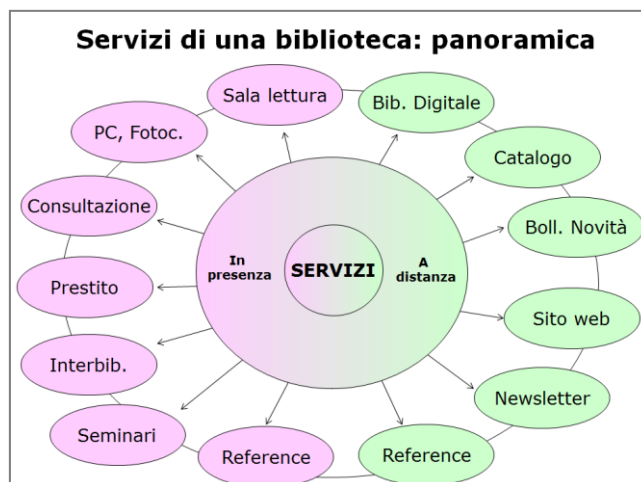 Servizi di una biblioteca: panoramica
Sala lettura
Bib. Digitale
PC, Fotoc.
Catalogo
Consultazione
Boll. Novità
In
presenza
SERVIZI
A
distanza
Prestito
Sito web
Interbib.
Newsletter
Seminari
Reference
Reference